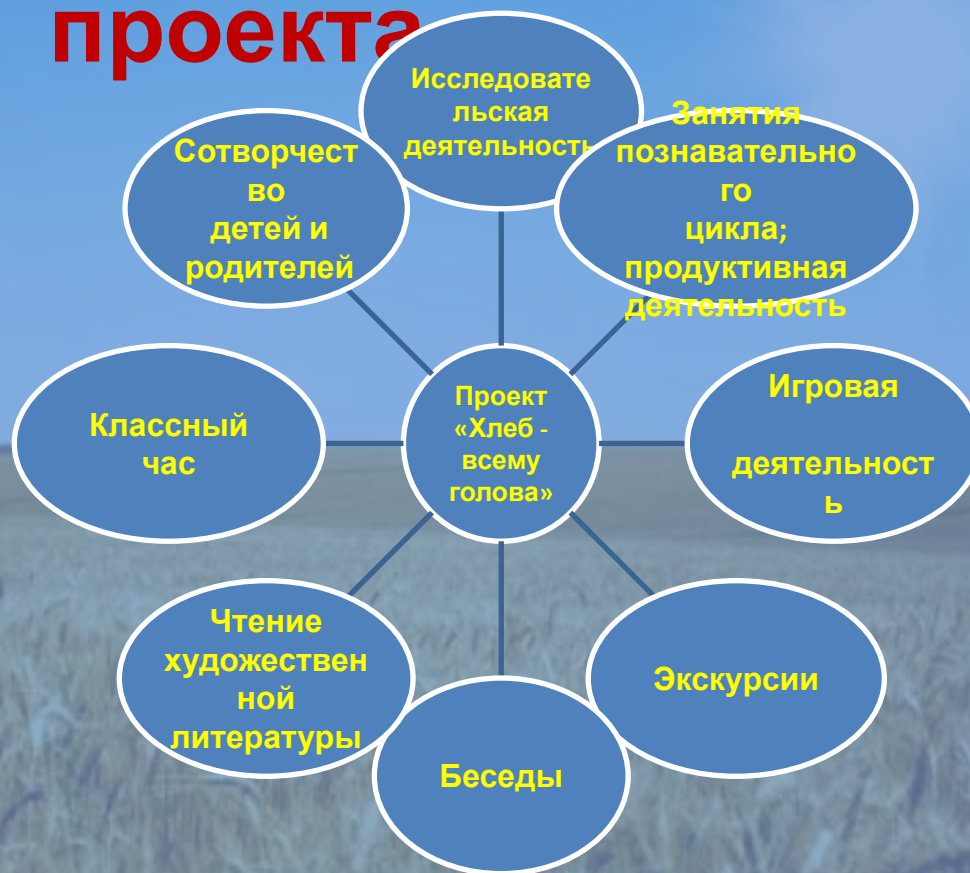 проекта
Исследовате
льская
деятельность
Занятия
познавательно
го
цикла;
продуктивная
деятельность
Сотворчест
во
детей и
родителей
Классный
час
Проект
«Хлеб -
всему
голова»
Игровая
деятельност
ь
Чтение
художествен
ной
литературы
Экскурсии
Беседы